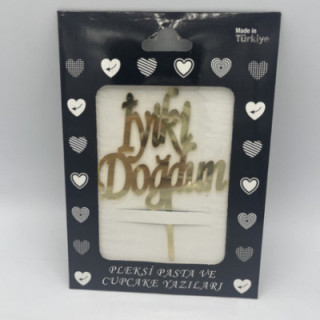 Made in
Türkiye
İyiki
Doğdum
PLEKSİ PASTA VE
CUPCAKE YAZILARI